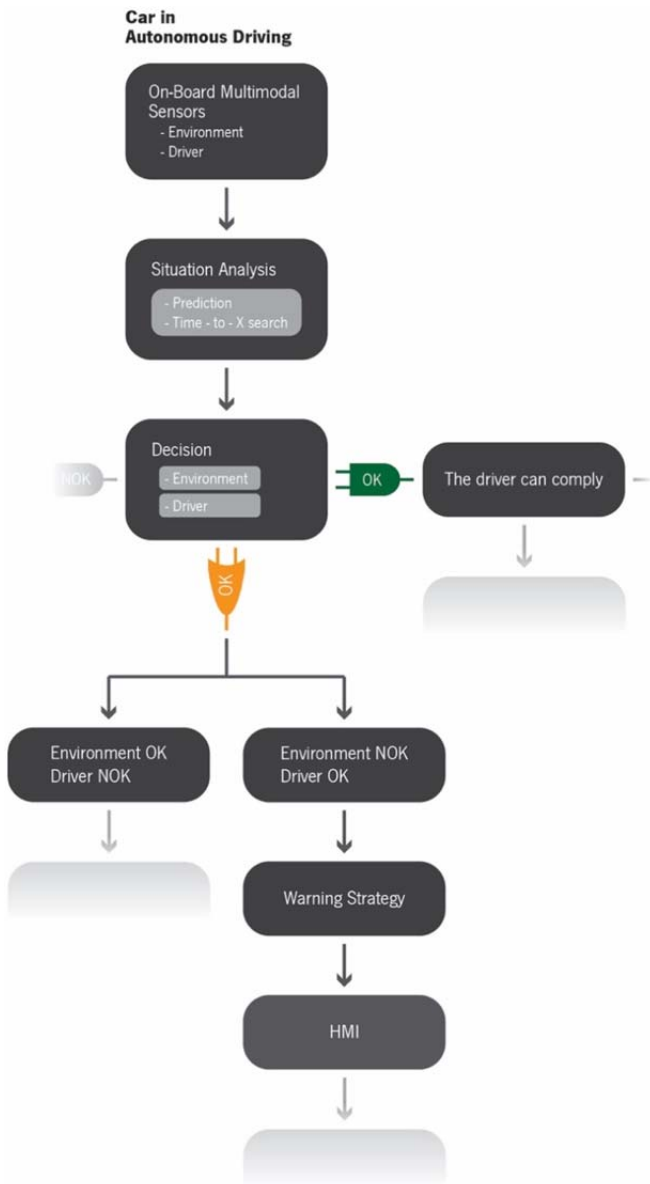 Car in
Autonomous Driving
On-Board Multimodal
Sensors
- Environment
- Driver
Situation Analysis
- Prediction
- Time - to - X search
Decision
- Environment
- Driver
NOK
OK
The driver can comply
OK
Environment OK
Driver NOK
Environment NOK
Driver OK
Warning Strategy
HMI